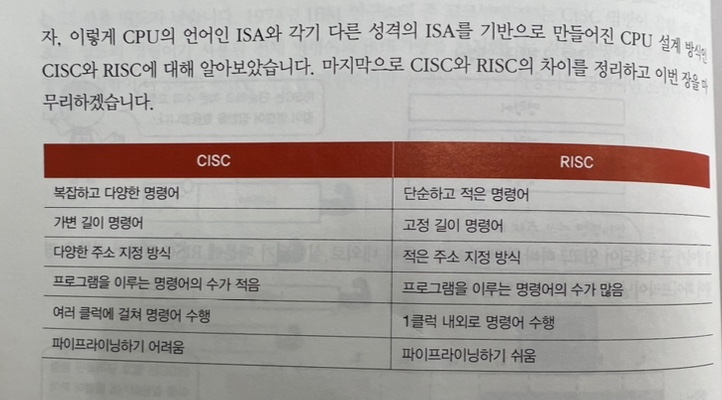 자, 이렇게 CPU의 언어인 ISA와 각기 다른 성격의 ISA를 기반으로 만들어진 CPU 설계 방식인
CISC와 RISC에 대해 알아보았습니다. 마지막으로 CISC와 RISC의 차이를 정리하고 이번 장을 마
무리하겠습니다.
CISC RISC
복잡하고 다양한 명령어 단순하고 적은 명령어
가변 길이 명령어 고정 길이 명령어
다양한 주소 지정 방식 적은 주소 지정 방식
프로그램을 이루는 명령어의 수가 적음 프로그램을 이루는 명령어의 수가 많음
여러 클럭에 걸쳐 명령어 수행 1클럭 내외로 명령어 수행
파이프라이닝하기 어려움 파이프라이닝하기 쉬움